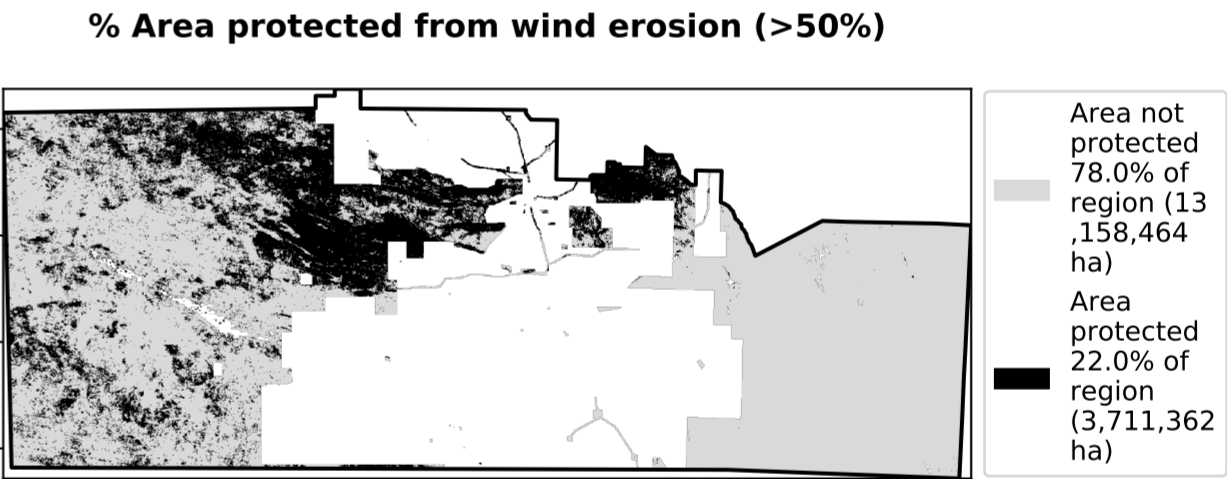 % Area protected from wind erosion (>50%)
Area not
protected
78.0% of
region (13
,158,464
ha)
Area
protected
22.0% of
region
(3,711,362
ha)